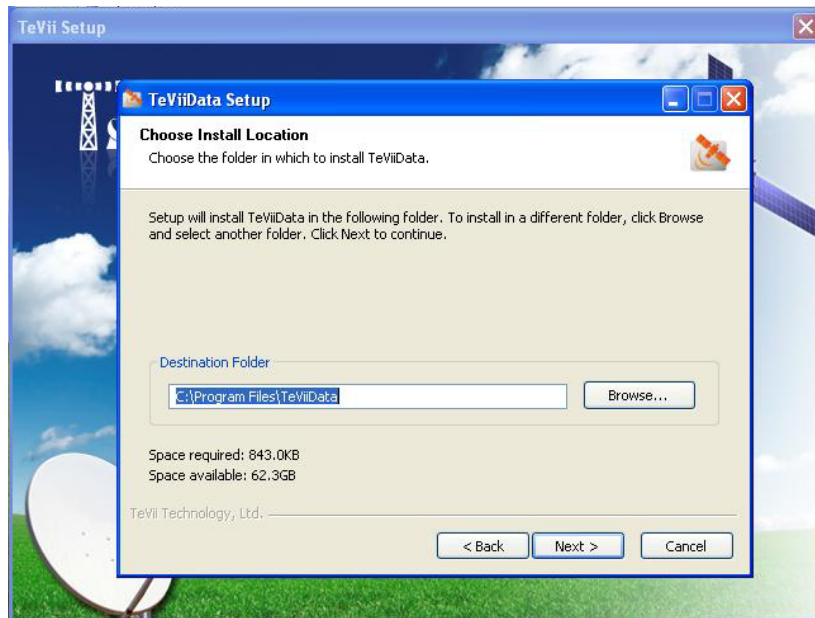 TeVii Setup
TeViiData Setup
Choose Install Location
Choose the folder in which to install TeViiData.
Setup will install TeViiData in the following folder. To install in a different folder, click Browse
and select another folder. Click Next to continue.
Destination Folder
C:\Program Files\TeViiData
Browse...
Space required: 843.0KB
Space available: 62.3GB
TeVii Technology, Ltd.
< Back
Next >
Cancel